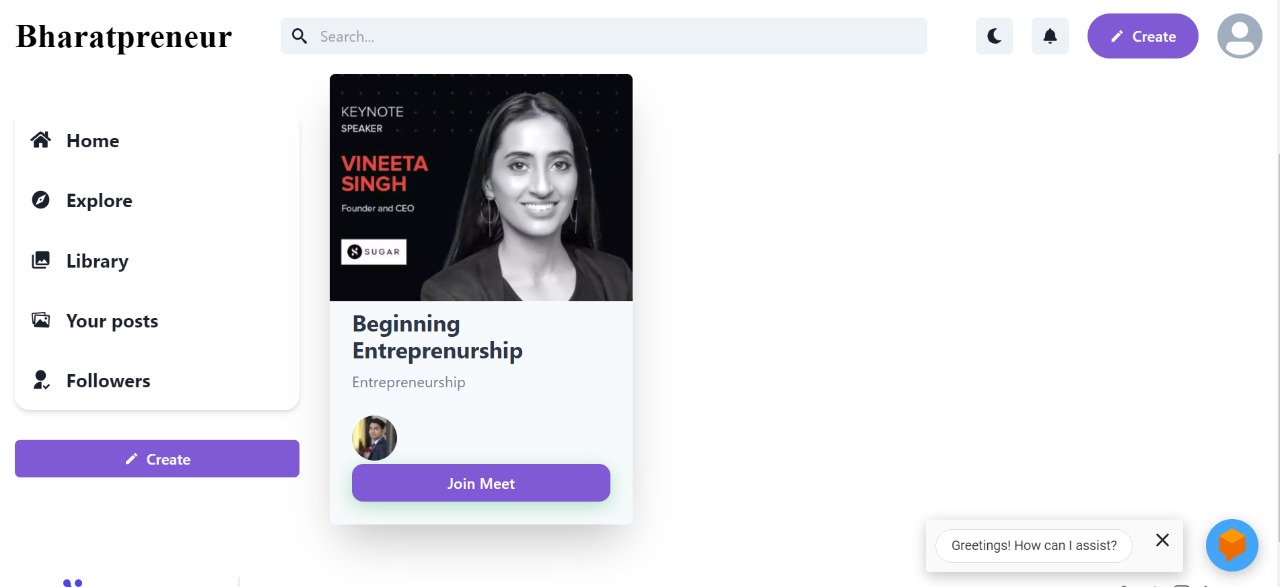 Bharatpreneur
Search...
Create
Home
Explore
Library
Your posts
Followers
Create
KEYNOTE
SPEAKER
VINEETA
SINGH
Founder and CEO
SUGAR
Beginning
Entreprenurship
Entrepreneurship
Join Meet
Greetings! How can I assist?